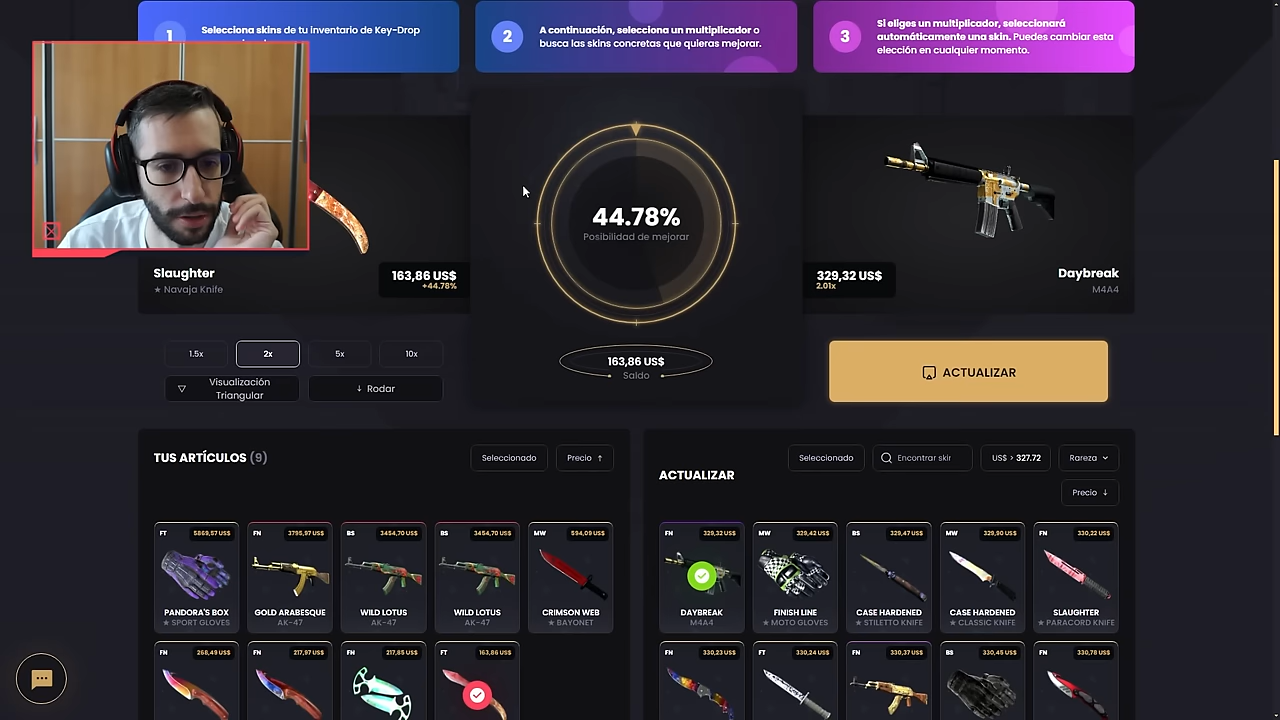 1
Selecciona skins de tu inventario de Key-Drop
2
A continuación, selecciona un multiplicador o
busca las skins concretas que quieras mejorar.
3
Si eliges un multiplicador, seleccionará
automáticamente una skin. Puedes cambiar esta
elección en cualquier momento.
Slaughter
★ Navaja Knife
163,86 US$
+44.78%
44.78%
Posibilidad de mejorar
163,86 US$
Saldo
329,32 US$
2.01x
Daybreak
M4A4
1.5x
2x
5x
10x
Visualización
Triangular
Rodar
ACTUALIZAR
TUS ARTÍCULOS (9)
Seleccionado
Precio
FT
5869,57 US$
PANDORA'S BOX
★ SPORT GLOVES
FN
3795,97 US$
GOLD ARABESQUE
AK-47
BS
3454,70 US$
WILD LOTUS
AK-47
BS
3454,70 US$
WILD LOTUS
AK-47
MW
594,09 US$
CRIMSON WEB
★ BAYONET
FN
268,49 US$
FN
217,97 US$
FN
217,65 US$
FT
163,86 US$
ACTUALIZAR
Seleccionado
Encontrar skin
US$ > 327.72
Rareza
Precio
FN
329,32 US$
DAYBREAK
M4A4
MW
329,42 US$
FINISH LINE
★ MOTO GLOVES
BS
329,47 US$
CASE HARDENED
★ STILETTO KNIFE
MW
329,90 US$
CASE HARDENED
★ CLASSIC KNIFE
FN
330,22 US$
SLAUGHTER
★ PARACORD KNIFE
FN
330,23 US$
FT
330,24 US$
FN
330,37 US$
BS
330,45 US$
FN
330,78 US$